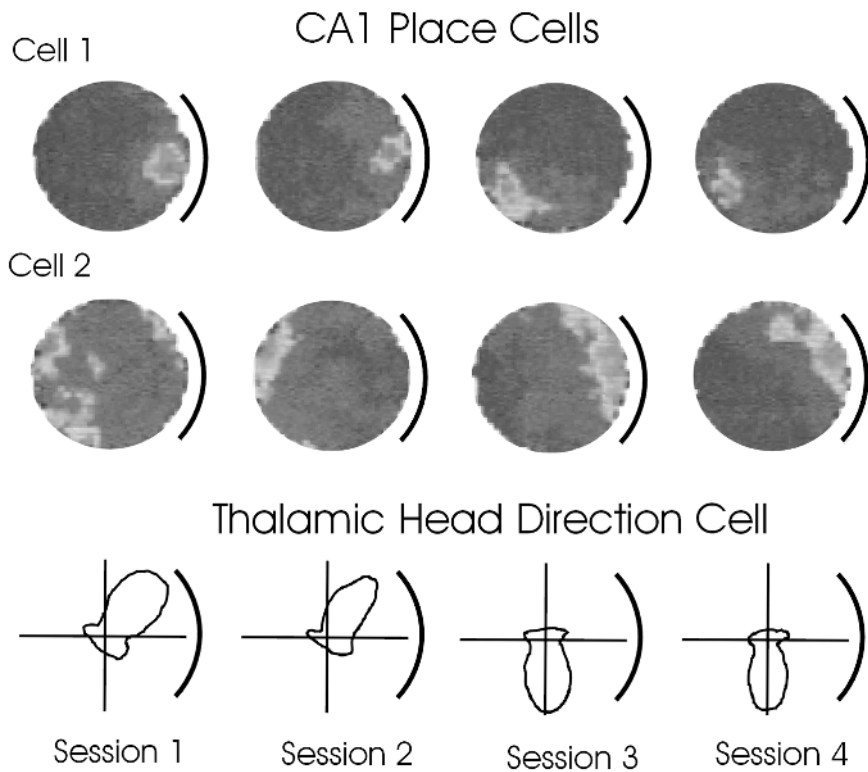 CA1 Place Cells
Cell 1
Cell 2
Thalamic Head Direction Cell
Session 1 Session 2 Session 3 Session 4